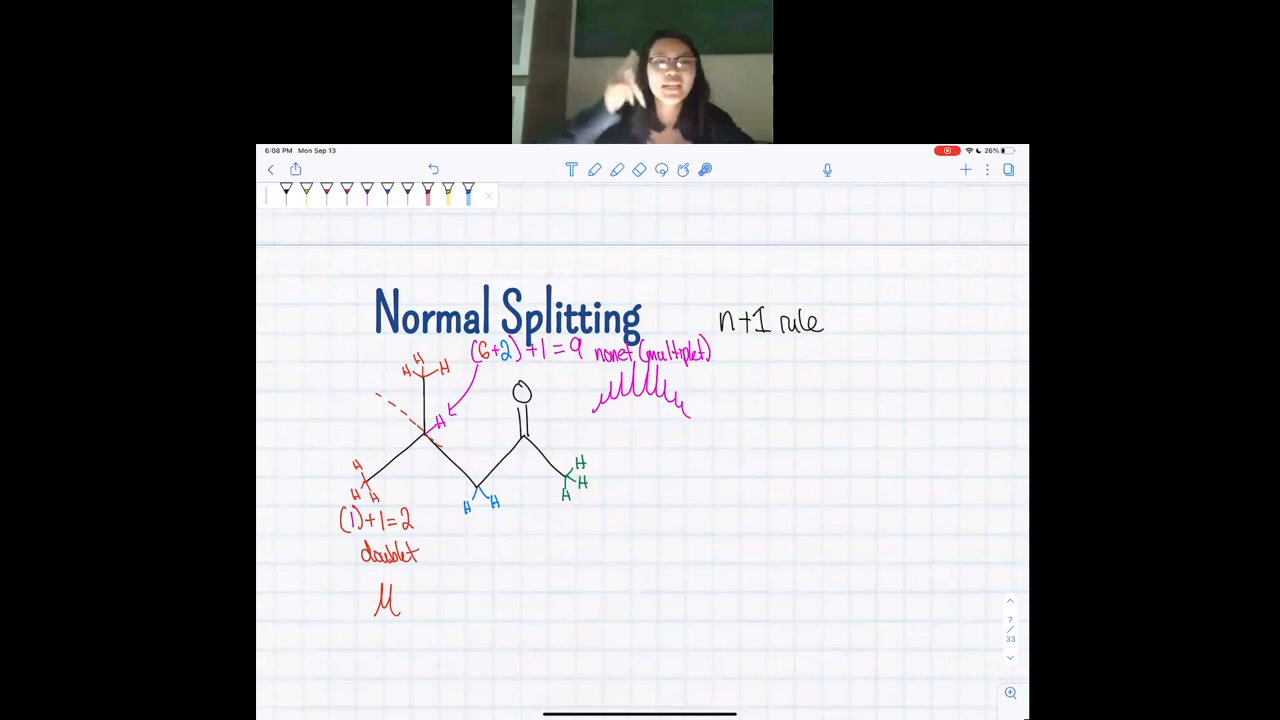 6:08 PM Mon Sep 13
26%
T
Normal Splitting
n+1 rule
(6+2)+1=9 nonet (multiplet)
H
H H
H
O
H
H
H H
H
H
H
H H
(1)+1=2
doublet
7
/
33